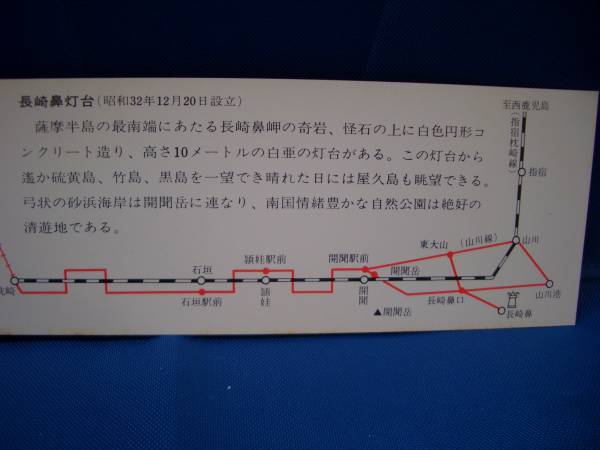 長崎鼻灯台(昭和32年12月20日設立)
薩摩半島の最南端にあたる長崎鼻岬の奇岩、怪石の上に白色円形コ
ンクリート造り、高さ10メートルの白亜の灯台がある。この灯台から
遙か硫黄島、竹島、黒島を一望でき晴れた日には屋久島も眺望できる。
弓状の砂浜海岸は開聞岳に連なり、南国情緒豊かな自然公園は絶好の
清遊地である。
至西鹿児島
(指宿枕崎線)
指宿
山川
(山川線)
東大山
開聞駅前
開聞岳
頴娃駅前
石垣
枕崎
石垣駅前
頴娃
開聞
▲開聞岳
長崎鼻口
長崎鼻
山川港